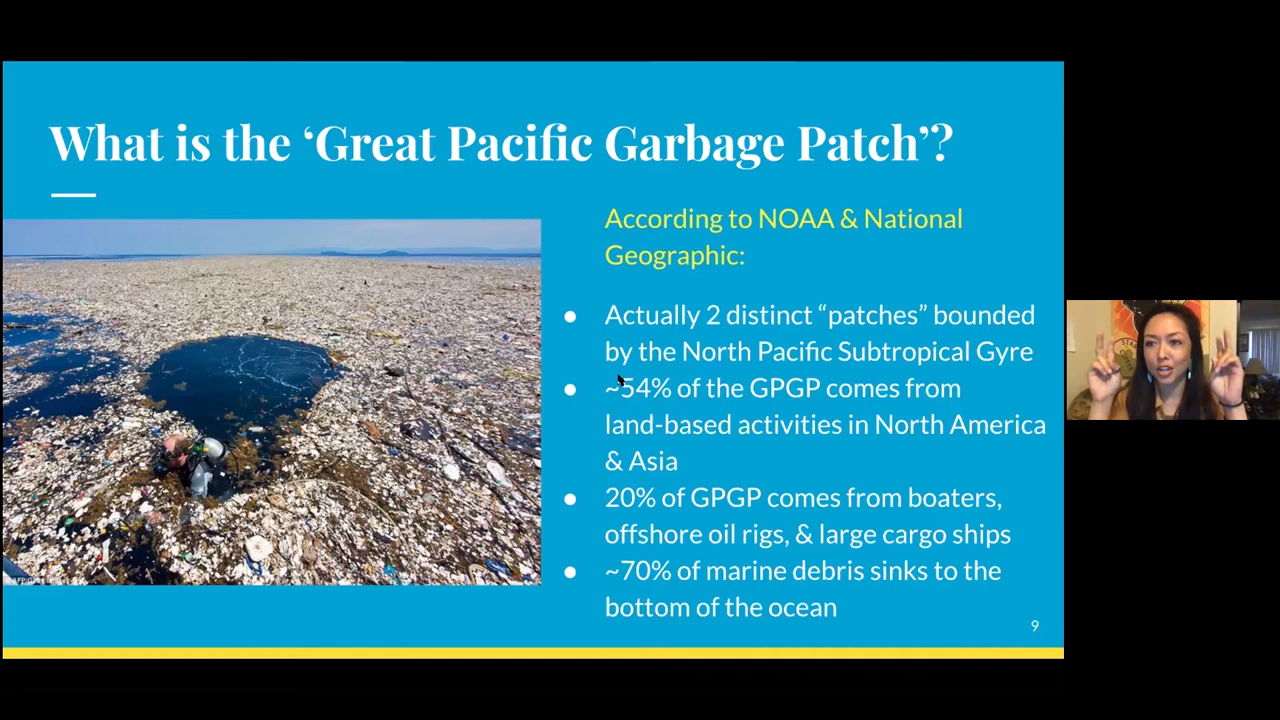 What is the ‘Great Pacific Garbage Patch’?
According to NOAA & National
Geographic:
● Actually 2 distinct “patches” bounded
by the North Pacific Subtropical Gyre
● ~54% of the GPGP comes from
land-based activities in North America
& Asia
● 20% of GPGP comes from boaters,
offshore oil rigs, & large cargo ships
● ~70% of marine debris sinks to the
bottom of the ocean
9